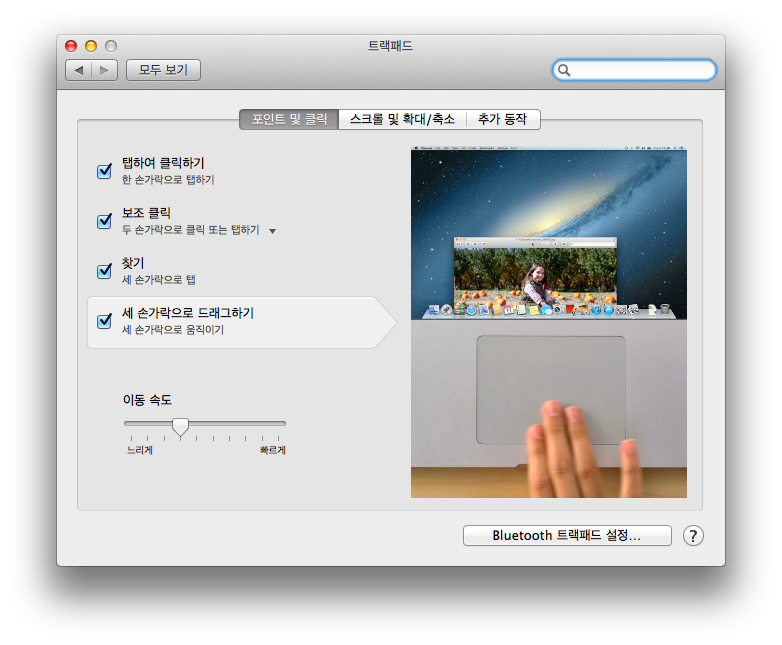 트랙패드
모두 보기
포인트 및 클릭
스크롤 및 확대/축소
추가 동작
탭하여 클릭하기
한 손가락으로 탭하기
보조 클릭
두 손가락으로 클릭 또는 탭하기
찾기
세 손가락으로 탭
세 손가락으로 드래그하기
세 손가락으로 움직이기
이동 속도
느리게
빠르게
Bluetooth 트랙패드 설정...
?